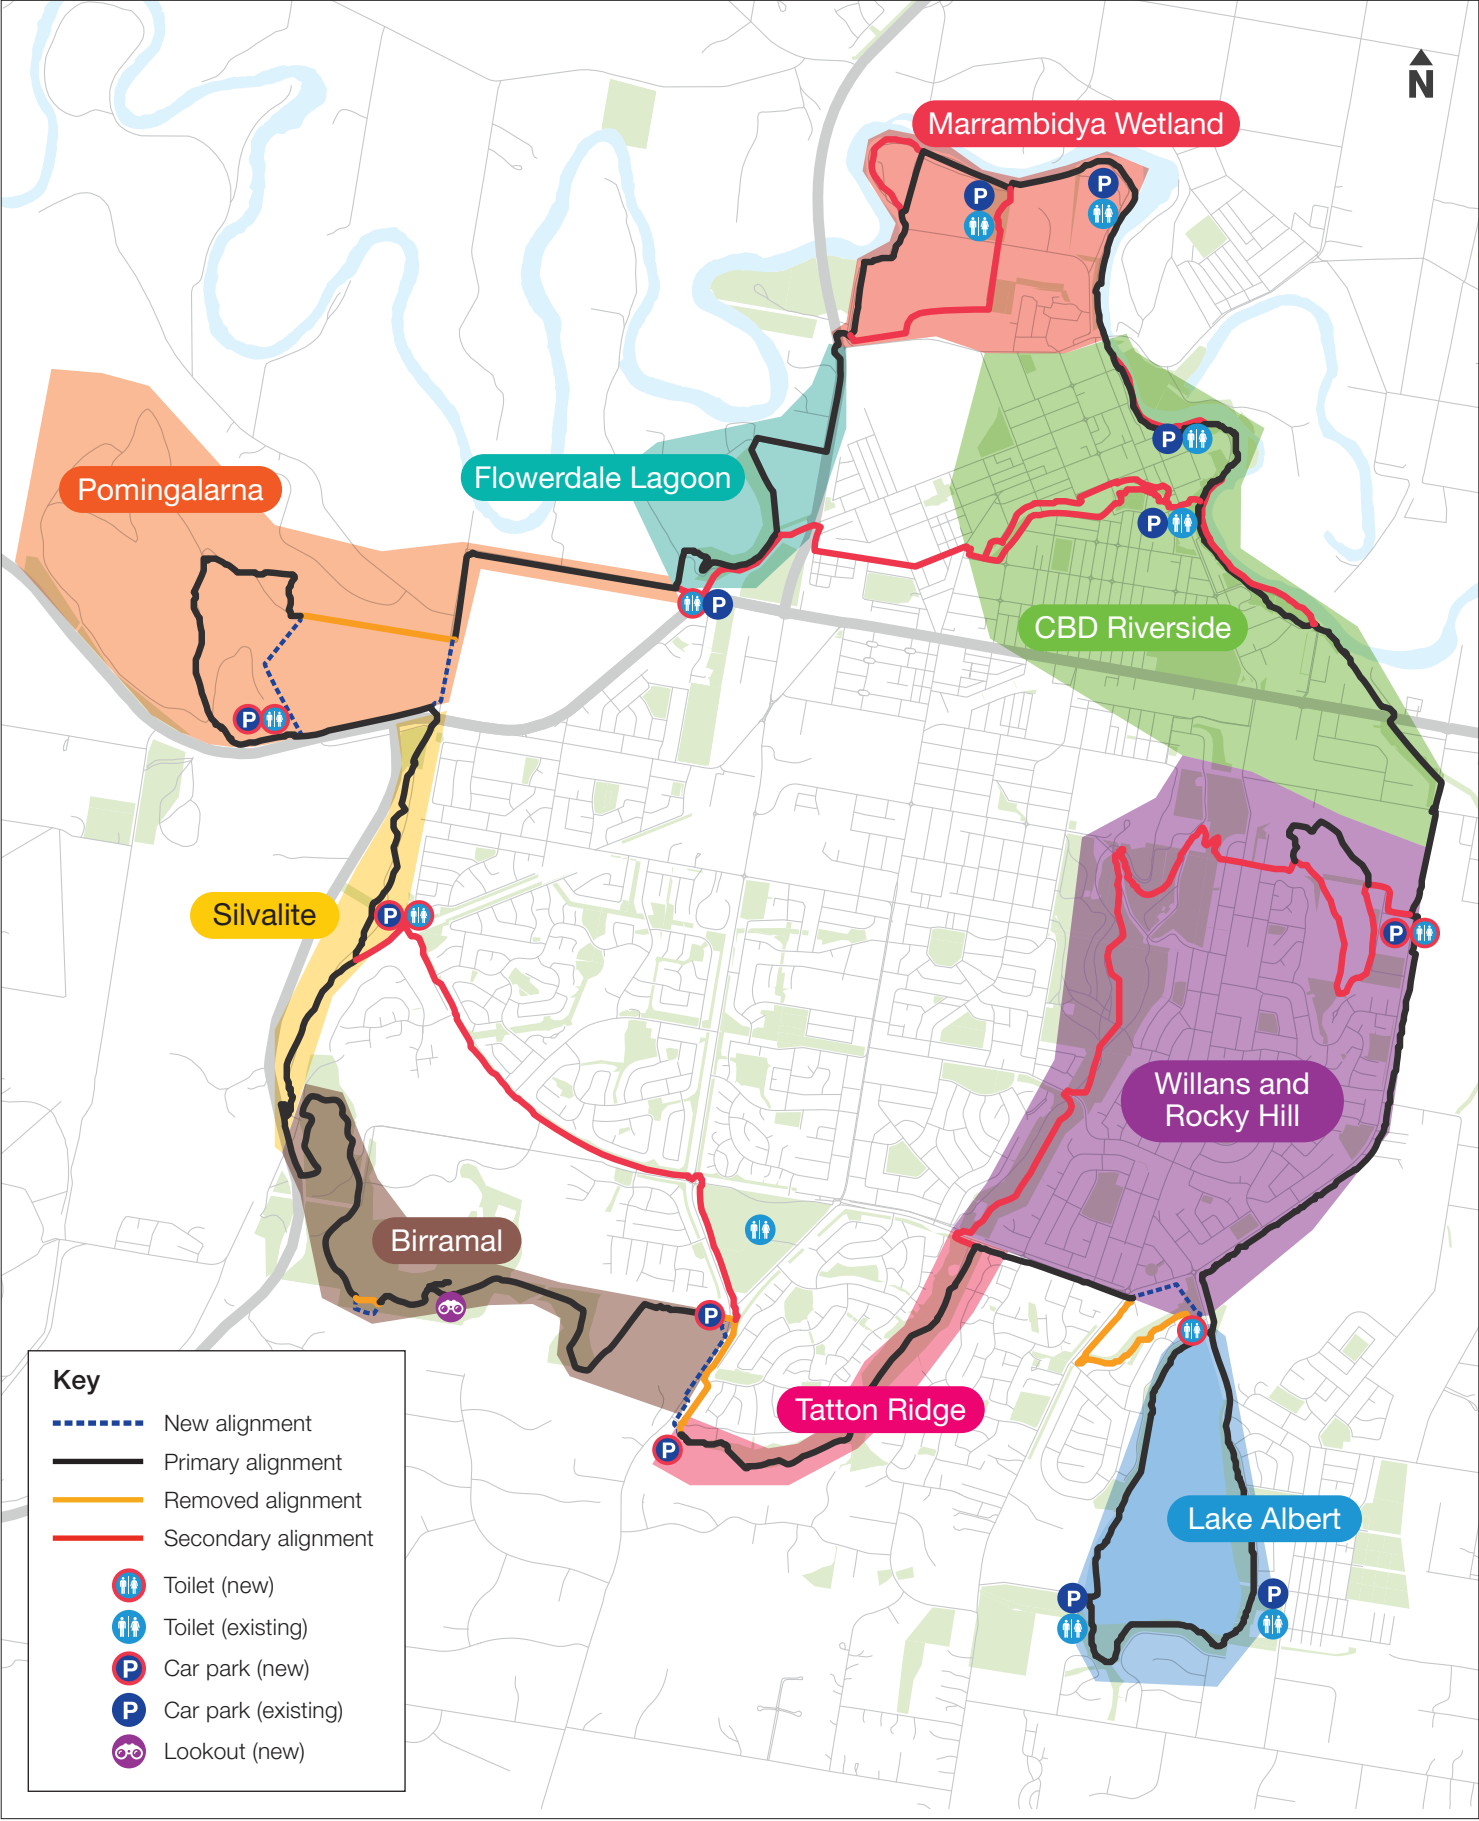 N
Marrambidya Wetland
P
P
Flowerdale Lagoon
Pomingalarna
P
P
P
CBD Riverside
P
Silvalite
P
P
Willans and
Rocky Hill
Birramal
P
Tatton Ridge
P
Lake Albert
P
P
Key
New alignment
Primary alignment
Removed alignment
Secondary alignment
Toilet (new)
Toilet (existing)
P
Car park (new)
P
Car park (existing)
Lookout (new)